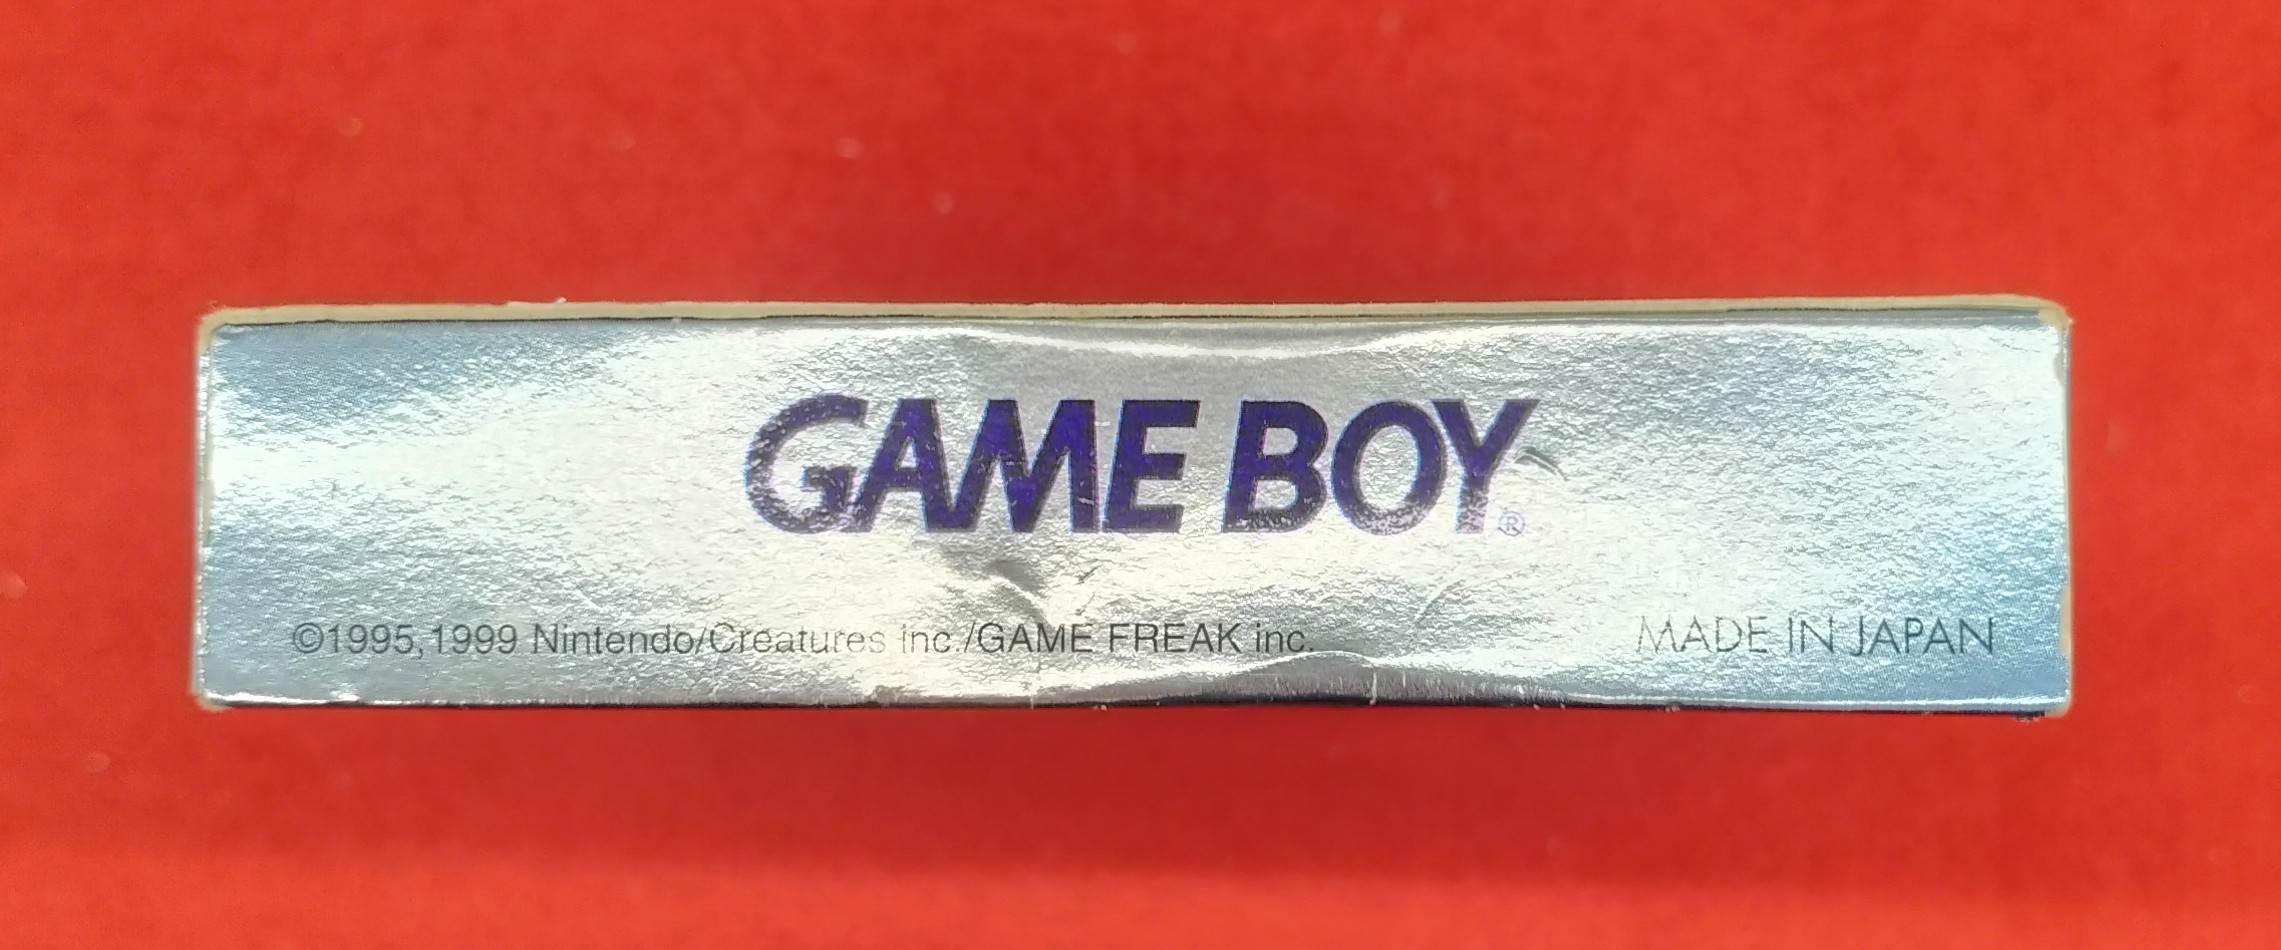 GAME BOY®
©1995,1999 Nintendo/Creatures inc./GAME FREAK inc. MADE IN JAPAN